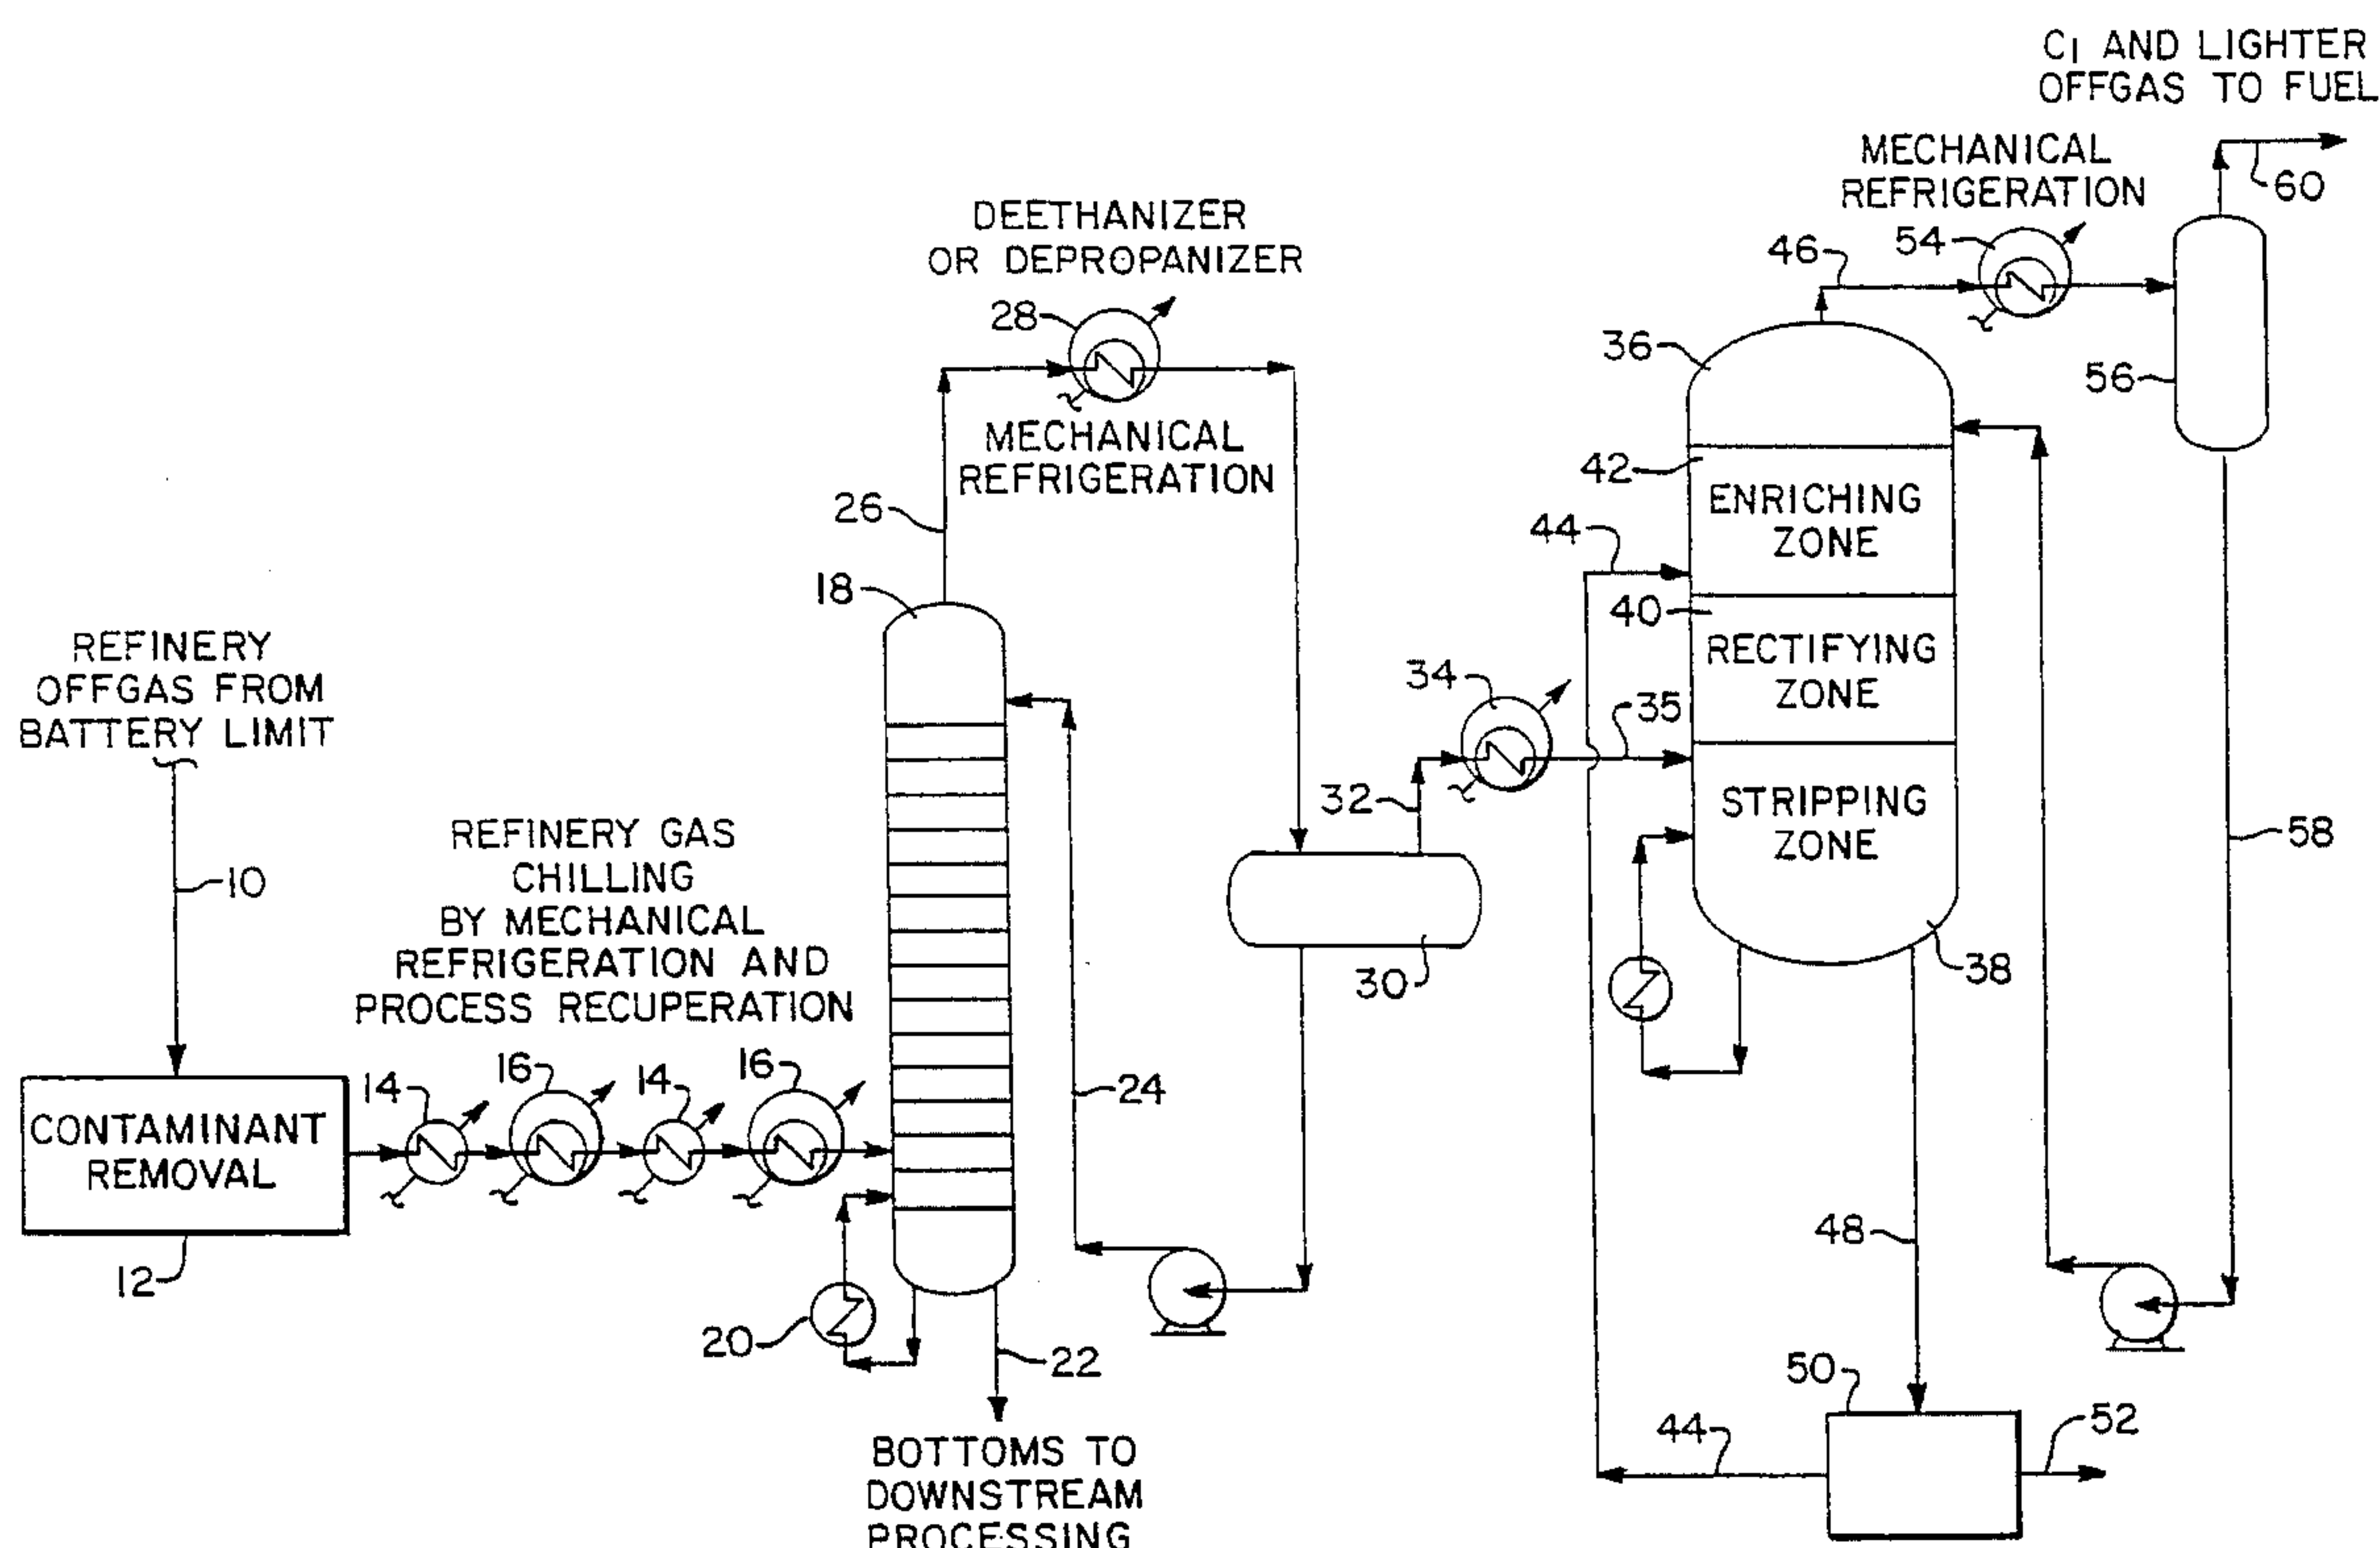 C1 AND LIGHTER
OFFGAS TO FUEL
MECHANICAL
REFRIGERATION
60
54
46
56
DEETHANIZER
OR DEPROPANIZER
28
36
MECHANICAL
REFRIGERATION
26
42
ENRICHING
ZONE
44
18
40
RECTIFYING
ZONE
REFINERY
OFFGAS FROM
BATTERY LIMIT
34
35
32
STRIPPING
ZONE
58
10
REFINERY GAS
CHILLING
BY MECHANICAL
REFRIGERATION AND
PROCESS RECUPERATION
30
38
14
16
14
16
24
CONTAMINANT
REMOVAL
12
48
20
22
50
44
52
BOTTOMS TO
DOWNSTREAM
PROCESSING